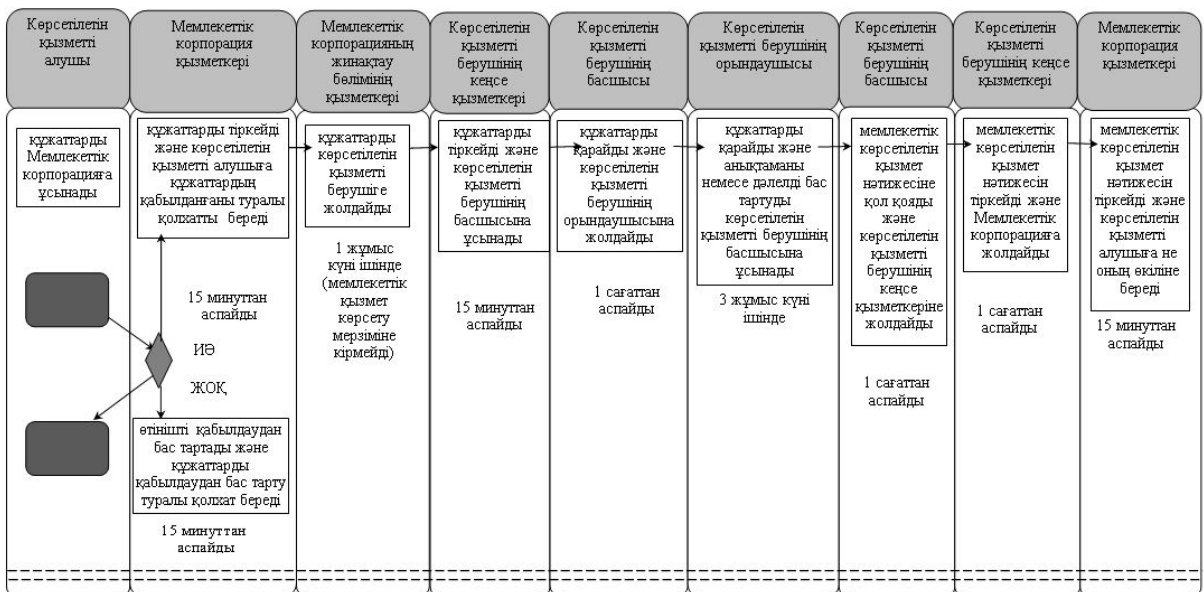 Көрсетілетін
қызметті
алушы
Мемлекеттік
корпорация
қызметкері
Мемлекеттік
корпорацияның
жинақтау
бөлімінің
қызметкері
Көрсетілетін
қызметті
берушінің
кеңсе
қызметкері
Көрсетілетін
қызметті
берушінің
басшысы
Көрсетілетін
қызметті берушінің
орындаушысы
Көрсетілетін
қызметті
берушінің
басшысы
Көрсетілетін
қызметті
берушінің кеңсе
қызметкері
Мемлекеттік
корпорация
қызметкері
құжаттарды
Мемлекеттік
корпорацияға
ұсынады
құжаттарды тіркейді
және көрсетілетін
қызметті алушыға
құжаттардың
қабылданғаны туралы
қолхатты береді
15 минуттан
аспайды
ИӘ
ЖОҚ
өтінішті қабылдаудан
бас тартады және
құжаттарды
қабылдаудан бас тарту
туралы қолхат береді
15 минуттан
аспайды
құжаттарды
көрсетілетін
қызметті
берушіге
жолдайды
1 жұмыс
күні ішінде
(мемлекеттік
қызмет
көрсету
мерзіміне
кірмейді)
құжаттарды
тіркейді және
көрсетілетін
қызметті
берушінің
басшысына
ұсынады
15 минуттан
аспайды
құжаттарды
қарайды және
көрсетілетін
қызметті
берушінің
орындаушысына
жолдайды
1 сағаттан
аспайды
құжаттарды
қарайды және
анықтаманы
немесе дәлелді бас
тартуды
көрсетілетін
қызметті берушінің
басшысына
ұсынады
3 жұмыс күні
ішінде
мемлекеттік
көрсетілетін
қызмет
нәтижесіне
қол қояды
және
көрсетілетін
қызметті
берушінің
кеңсе
қызметкеріне
жолдайды
1 сағаттан
аспайды
мемлекеттік
көрсетілетін
қызмет
нәтижесін
тіркейді және
Мемлекеттік
корпорацияға
жолдайды
1 сағаттан
аспайды
мемлекеттік
көрсетілетін
қызмет
нәтижесін
тіркейді және
көрсетілетін
қызметті
алушыға не
оның өкіліне
береді
15 минуттан
аспайды